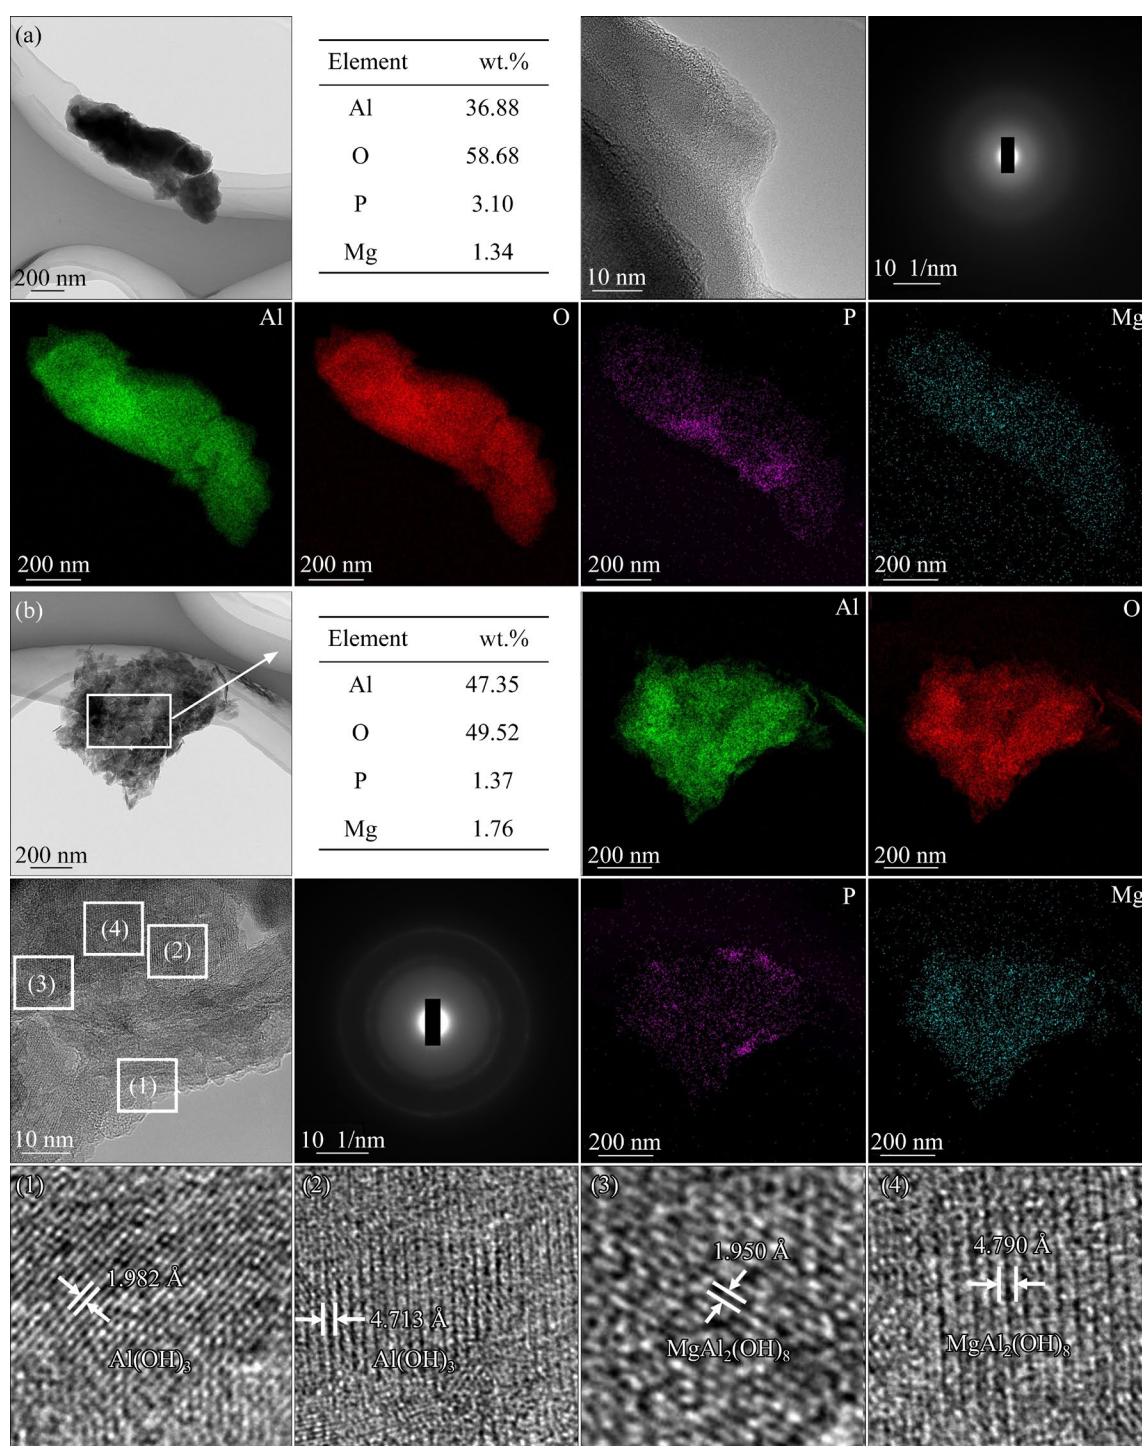 (a)
Element wt.%
Al 36.88
O 58.68
P 3.10
Mg 1.34
200 nm
10 nm
10 1/nm
Al
O
P
Mg
200 nm
200 nm
200 nm
200 nm
(b)
Element wt.%
Al 47.35
O 49.52
P 1.37
Mg 1.76
200 nm
Al
O
200 nm
200 nm
(4)
(2)
(3)
(1)
10 nm
10 1/nm
P
Mg
200 nm
200 nm
(1)
1.982 Å
Al(OH)₃
(2)
4.713 Å
Al(OH)₃
(3)
1.950 Å
MgAl₂(OH)₈
(4)
4.790 Å
MgAl₂(OH)₈